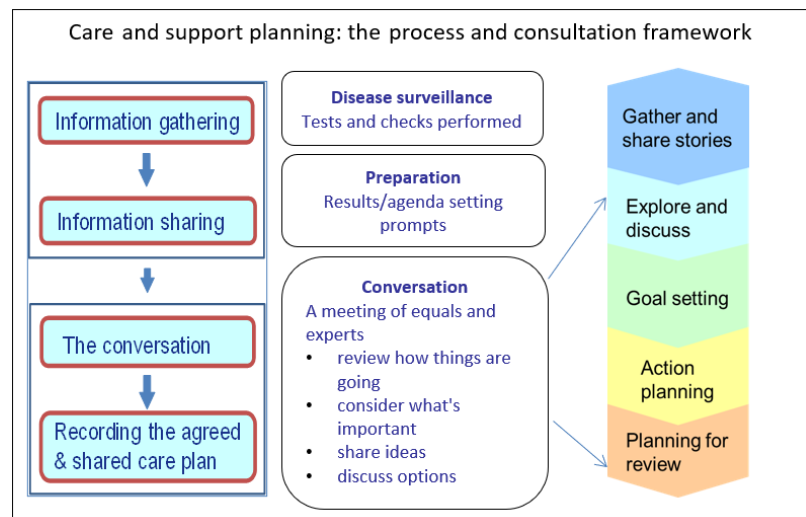 Care and support planning: the process and consultation framework
Information gathering
Information sharing
The conversation
Recording the agreed
& shared care plan
Disease surveillance
Tests and checks performed
Preparation
Results/agenda setting
prompts
Conversation
A meeting of equals and
experts
• review how things are
going
• consider what's
important
• share ideas
• discuss options
Gather and
share stories
Explore and
discuss
Goal setting
Action
planning
Planning for
review